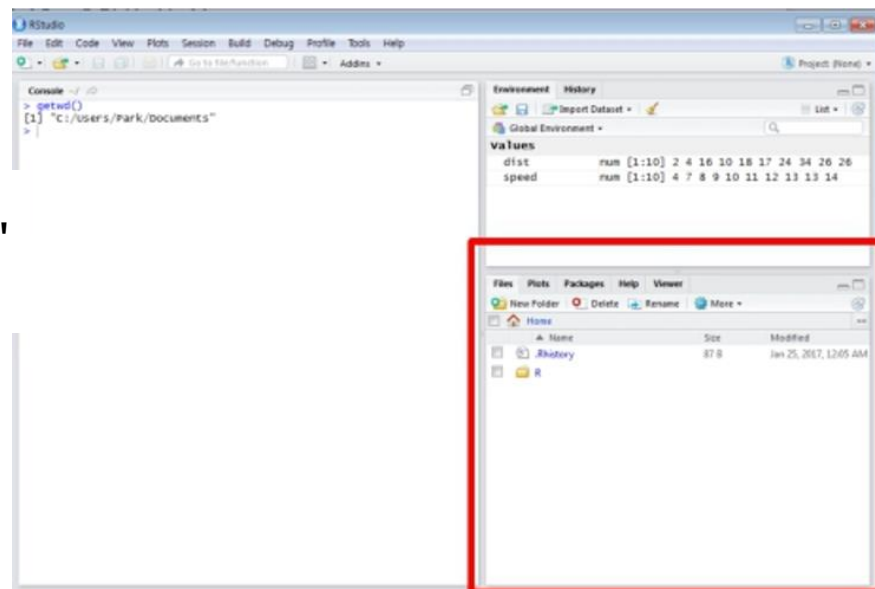 RStudio
File Edit Code View Plots Session Build Debug Profile Tools Help
Go to file/function Addins Project: (None)
Console ~/
> getwd()
[1] "C:/Users/Park/Documents"
>
'
Environment History
Import Dataset List
Global Environment
values
dist num [1:10] 2 4 16 10 18 17 24 34 26 26
speed num [1:10] 4 7 8 9 10 11 12 13 13 14
Files Plots Packages Help Viewer
New Folder Delete Rename More
Home
Name Size Modified
.Rhistory 87 B Jan 25, 2017, 12:05 AM
R